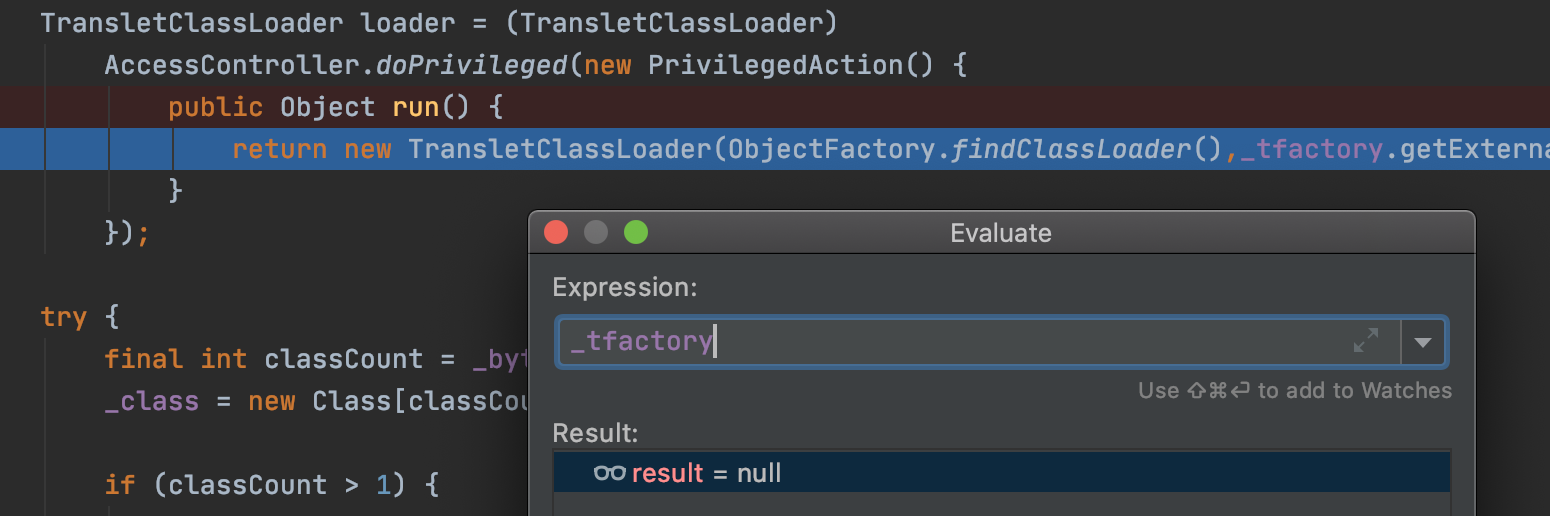 TransletClassLoader loader = (TransletClassLoader)
AccessController.doPrivileged(new PrivilegedAction() {
public Object run() {
return new TransletClassLoader(ObjectFactory.findClassLoader(),_tfactory.getExterna
}
});
try {
final int classCount = _byt
_class = new Class[classCou
if (classCount > 1) {
Evaluate
Expression:
_tfactory
Use ⇧⌘⏎ to add to Watches
Result:
result = null